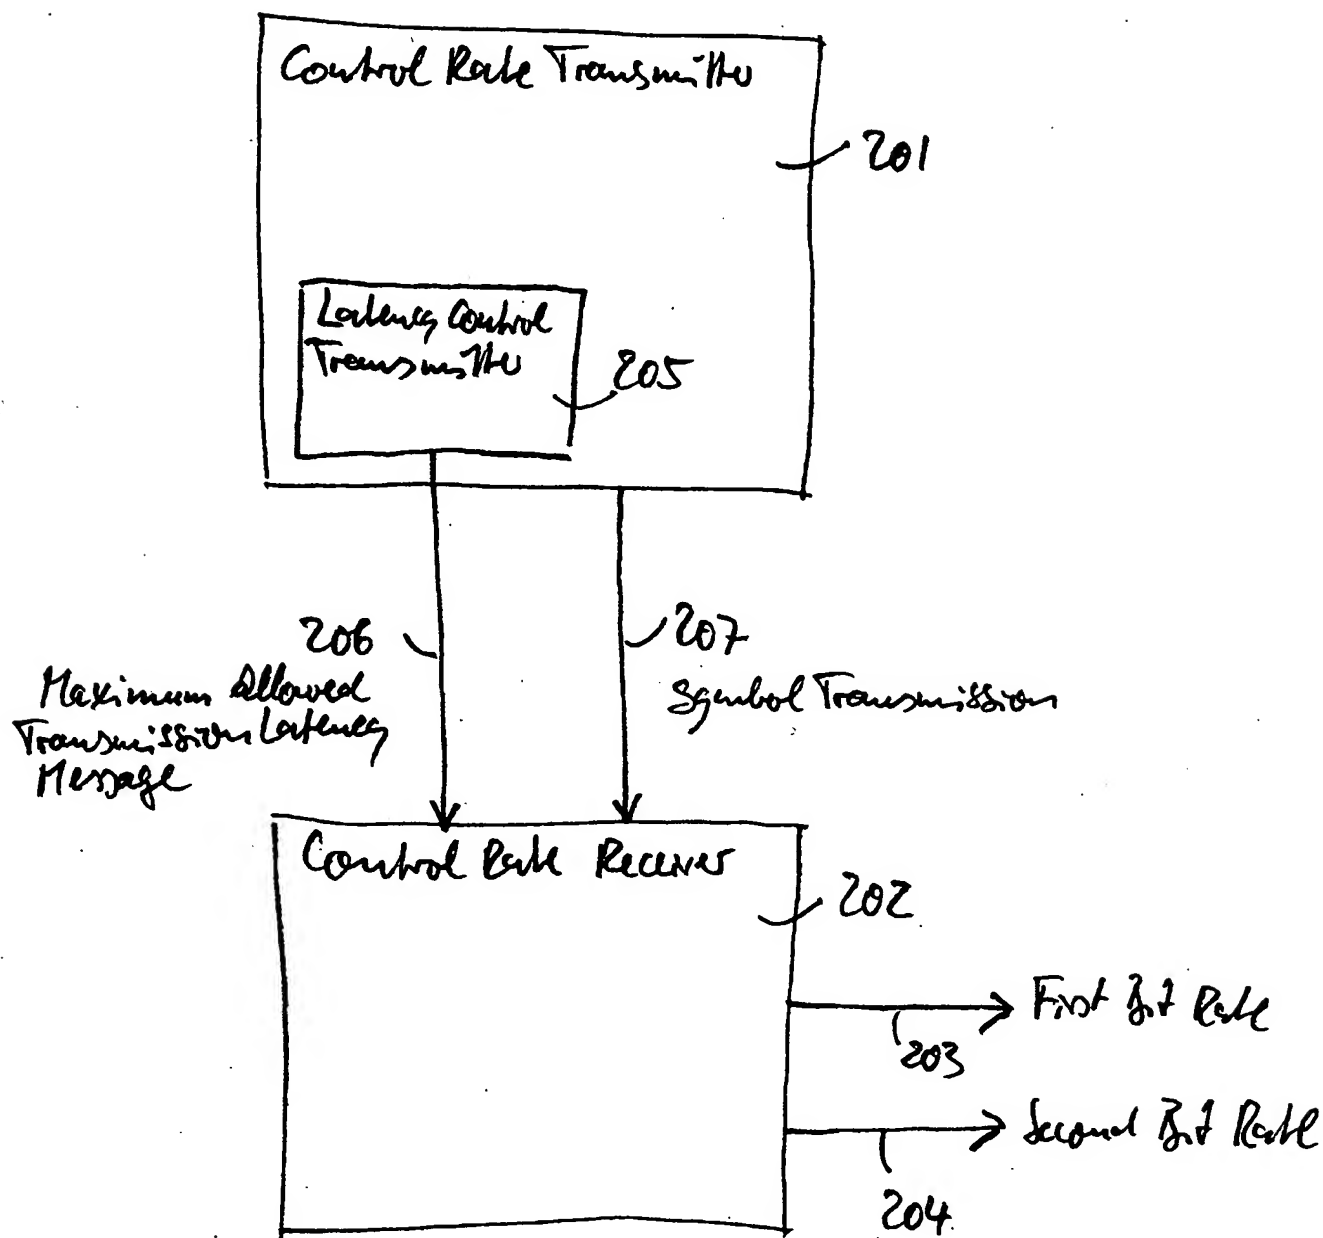 Control Rate Transmitter
201
Latency Control
Transmitter
205
206
Maximum Allowed
Transmission Latency
Message
207
Symbol Transmission
Control Rate Receiver
202
First Bit Rate
203
Second Bit Rate
204